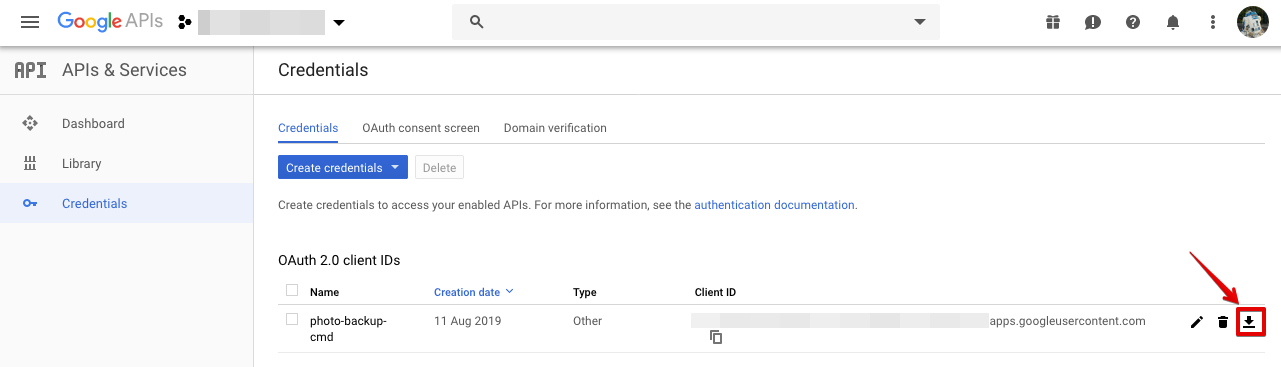 Google APIs
API APIs & Services
Credentials
Dashboard
Library
Credentials
Credentials OAuth consent screen Domain verification
Create credentials Delete
Create credentials to access your enabled APIs. For more information, see the authentication documentation.
OAuth 2.0 client IDs
Name Creation date Type Client ID
photo-backup- 11 Aug 2019 Other apps.googleusercontent.com
cmd